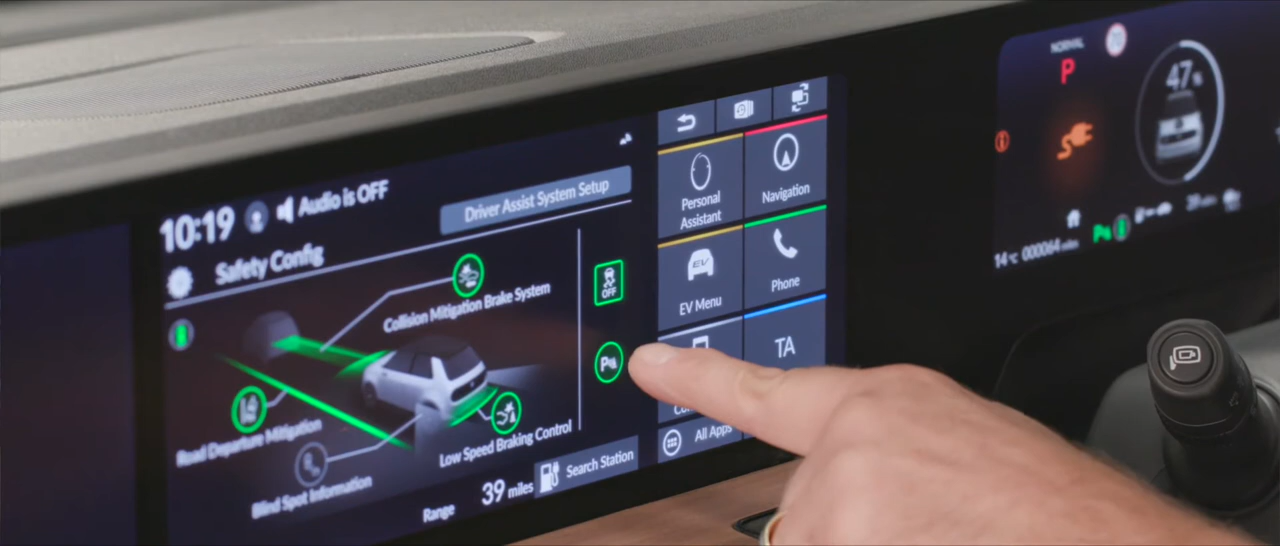 10:19
Audio is OFF
Driver Assist System Setup
Safety Config
Collision Mitigation Brake System
OFF
P
Road Departure Mitigation
Low Speed Braking Control
Blind Spot Information
Search Station
Range 39 miles
Personal
Assistant
Navigation
EV
EV Menu
Phone
TA
All Apps
NORMAL
P
47%
14°C 000064 miles
P